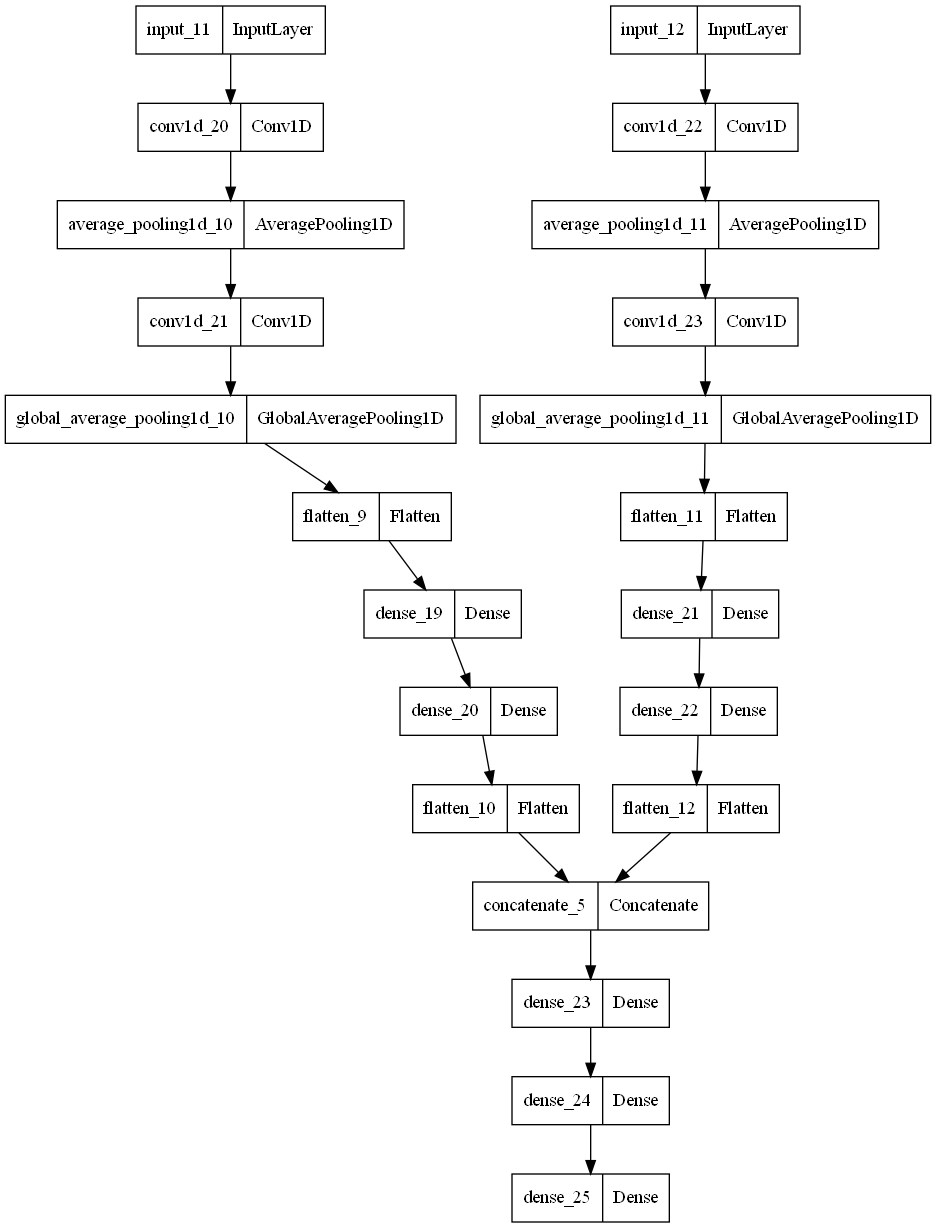 input_11 InputLayer
input_12 InputLayer
conv1d_20 Conv1D
conv1d_22 Conv1D
average_pooling1d_10 AveragePooling1D
average_pooling1d_11 AveragePooling1D
conv1d_21 Conv1D
conv1d_23 Conv1D
global_average_pooling1d_10 GlobalAveragePooling1D
global_average_pooling1d_11 GlobalAveragePooling1D
flatten_9 Flatten
flatten_11 Flatten
dense_19 Dense
dense_21 Dense
dense_20 Dense
dense_22 Dense
flatten_10 Flatten
flatten_12 Flatten
concatenate_5 Concatenate
dense_23 Dense
dense_24 Dense
dense_25 Dense